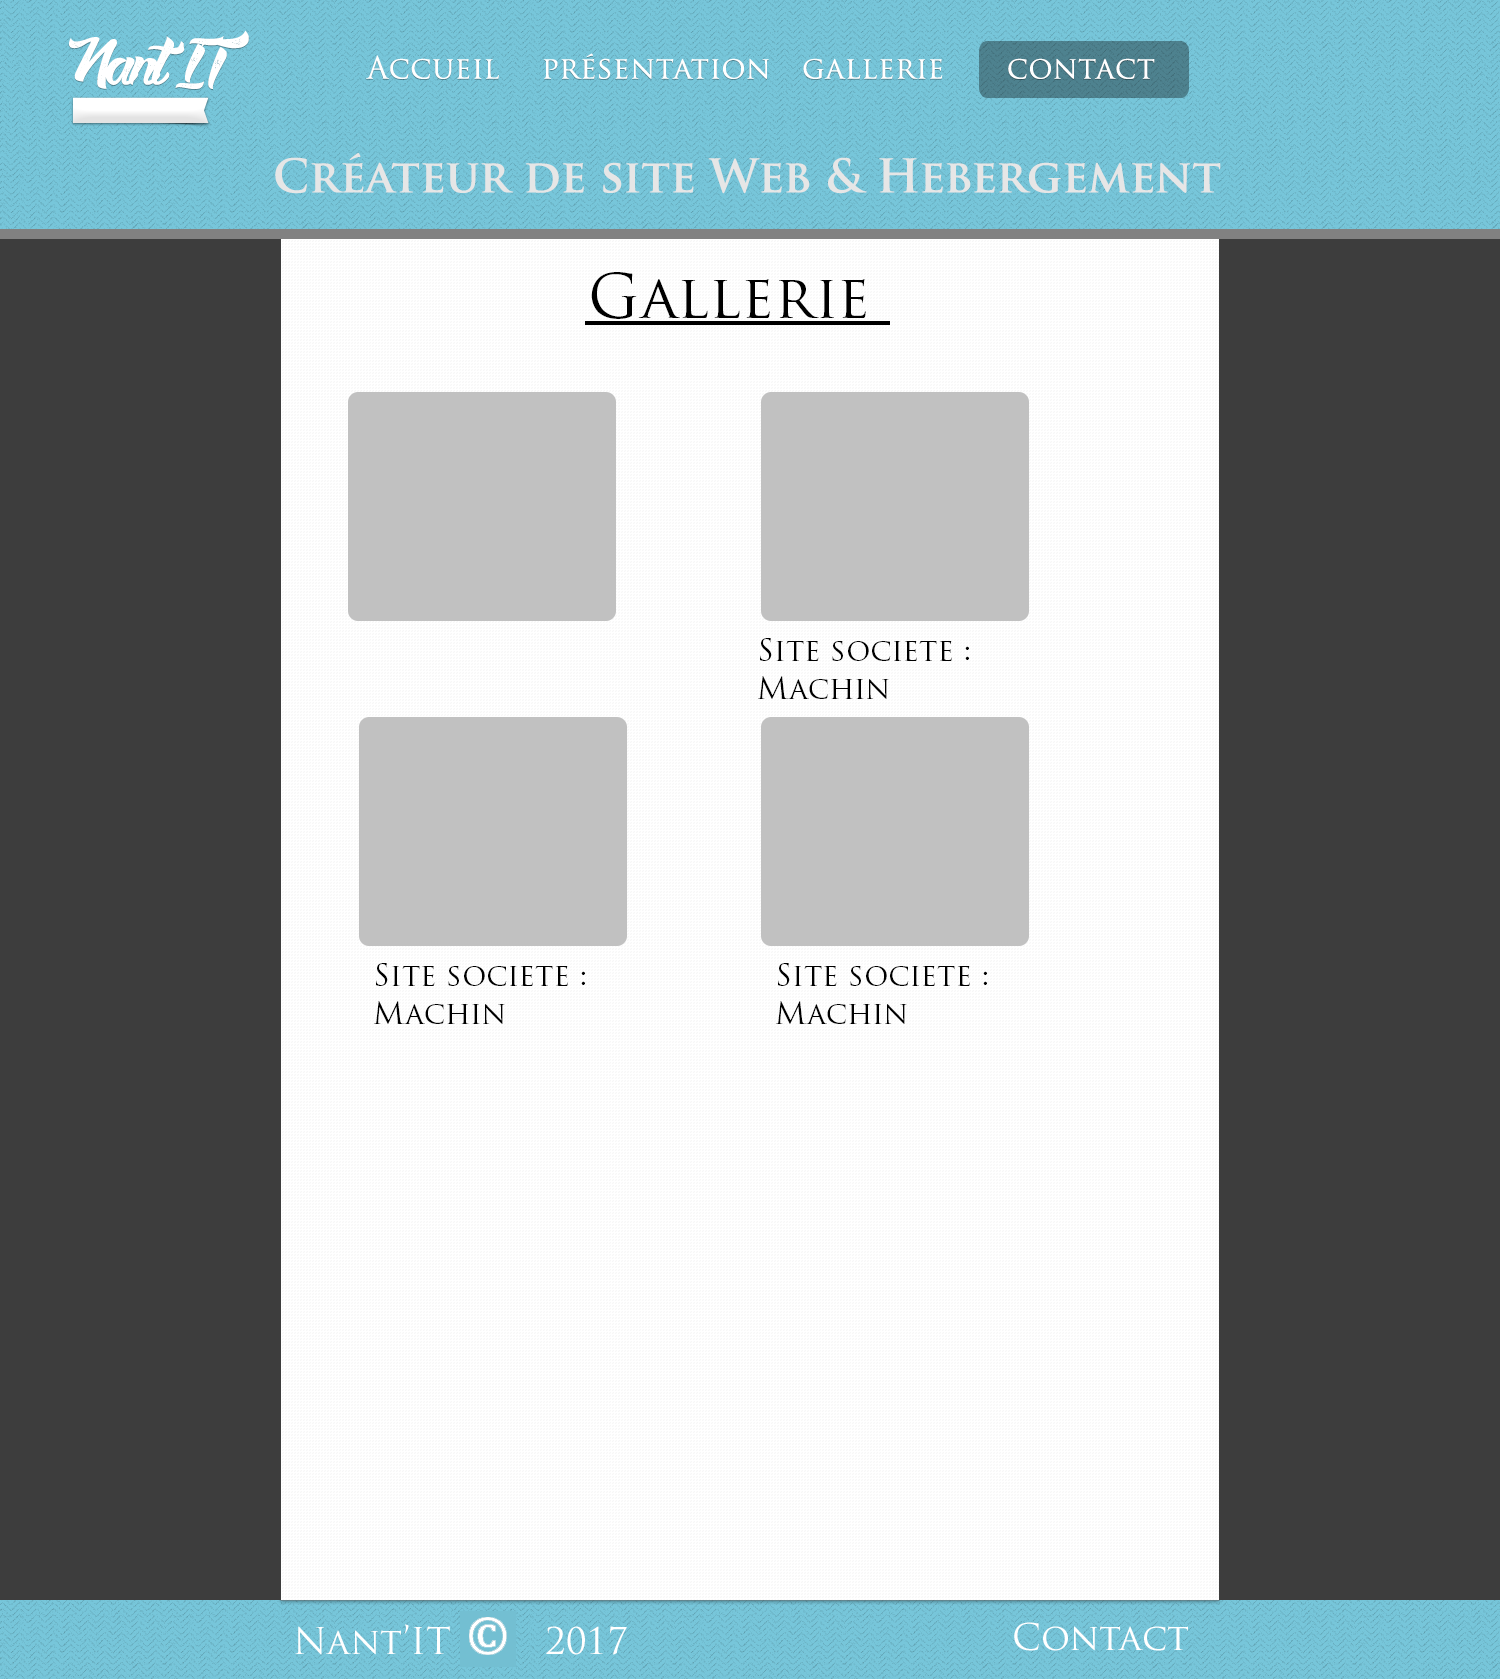 Nant IT
Accueil présentation gallerie contact
Créateur de site Web & Hebergement
Gallerie
Site societe :
Machin
Site societe :
Machin
Site societe :
Machin
Nant'IT © 2017
Contact